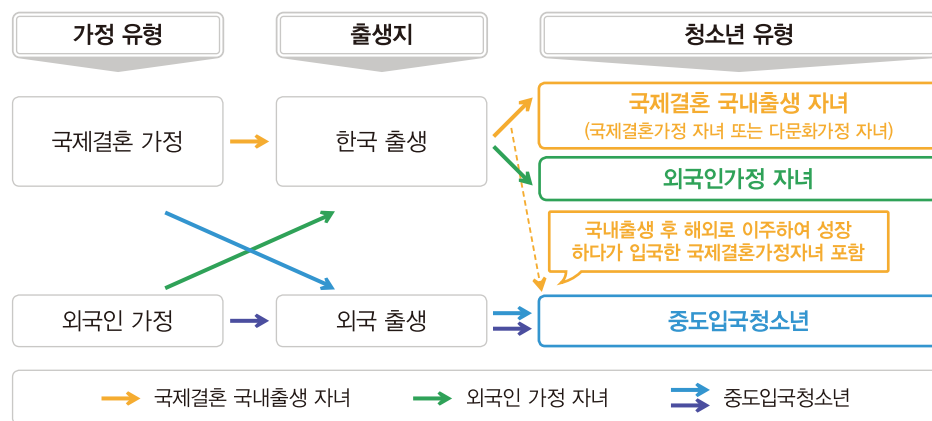 가정 유형
출생지
청소년 유형
국제결혼 가정
한국 출생
국제결혼 국내출생 자녀
(국제결혼가정 자녀 또는 다문화가정 자녀)
외국인가정 자녀
국내출생 후 해외로 이주하여 성장
하다가 입국한 국제결혼가정자녀 포함
외국인 가정
외국 출생
중도입국청소년
국제결혼 국내출생 자녀
외국인 가정 자녀
중도입국청소년